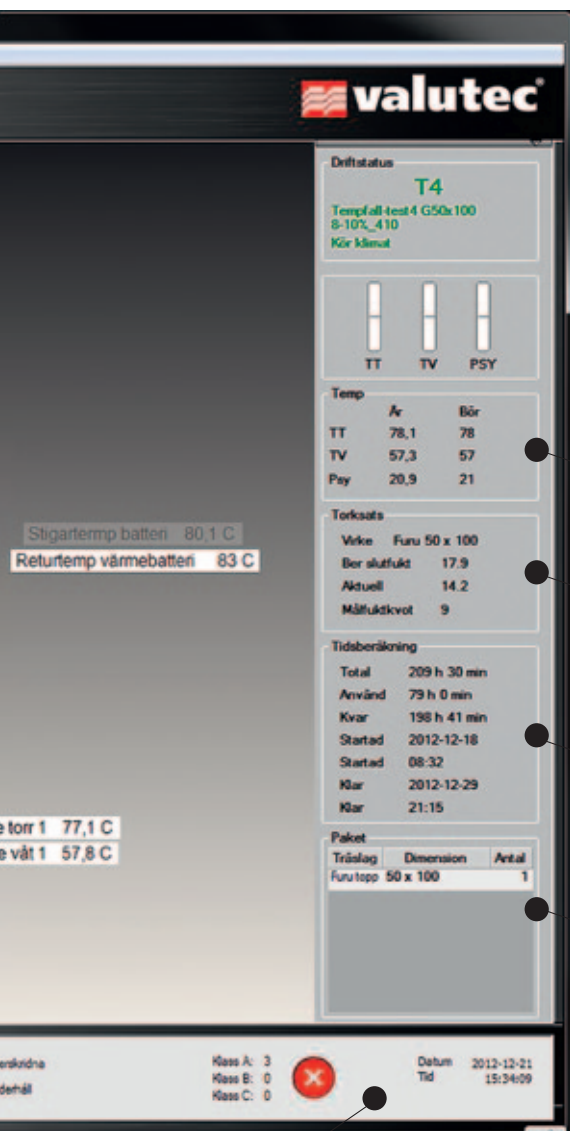 valutec
Driftstatus
T4
Tempfall-test4 G50x100
8-10%_410
Kör klimat
TT TV PSY
Temp
Är Bör
TT 78,1 78
TV 57,3 57
Psy 20,9 21
Stigartermp batteri 80,1 C
Returtemp värmebatteri 83 C
Torksats
Virke Furu 50 x 100
Ber slutfukt 17.9
Aktuell 14.2
Målfuktkvot 9
Tidsberäkning
Total 209 h 30 min
Använd 79 h 0 min
Kvar 198 h 41 min
Startad 2012-12-18
Startad 08:32
Klar 2012-12-29
Klar 21:15
e torr 1 77,1 C
e våt 1 57,8 C
Paket
Träslag Dimension Antal
Furu topp 50 x 100 1
erskridna
derhåll
Klass A: 3
Klass B: 0
Klass C: 0
Datum 2012-12-21
Tid 15:34:09